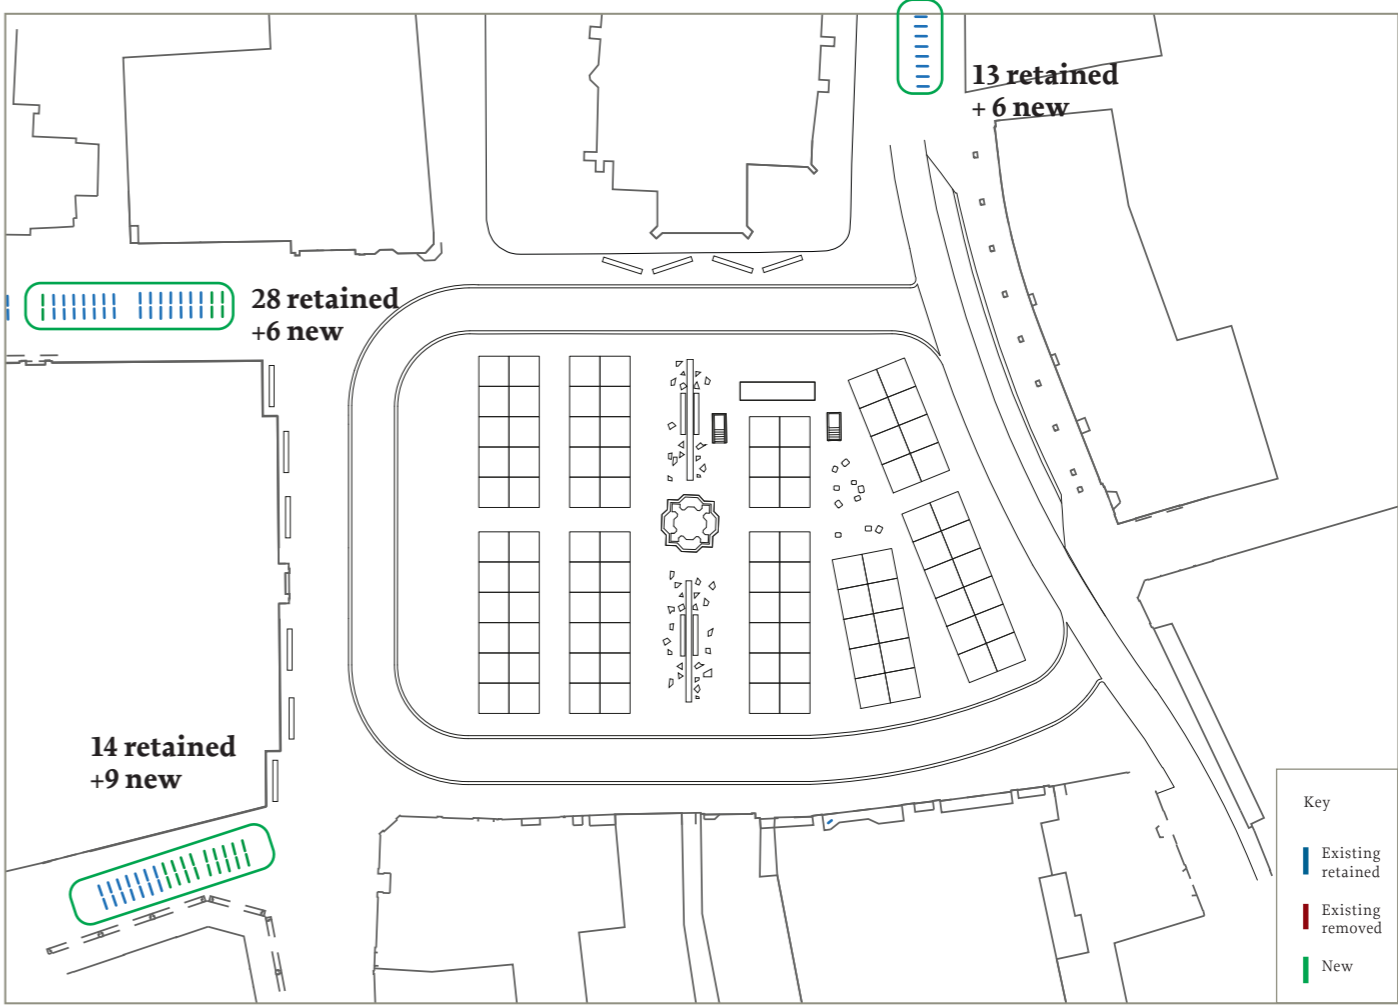 13 retained
+ 6 new
28 retained
+6 new
14 retained
+9 new
Key
Existing
retained
Existing
removed
New